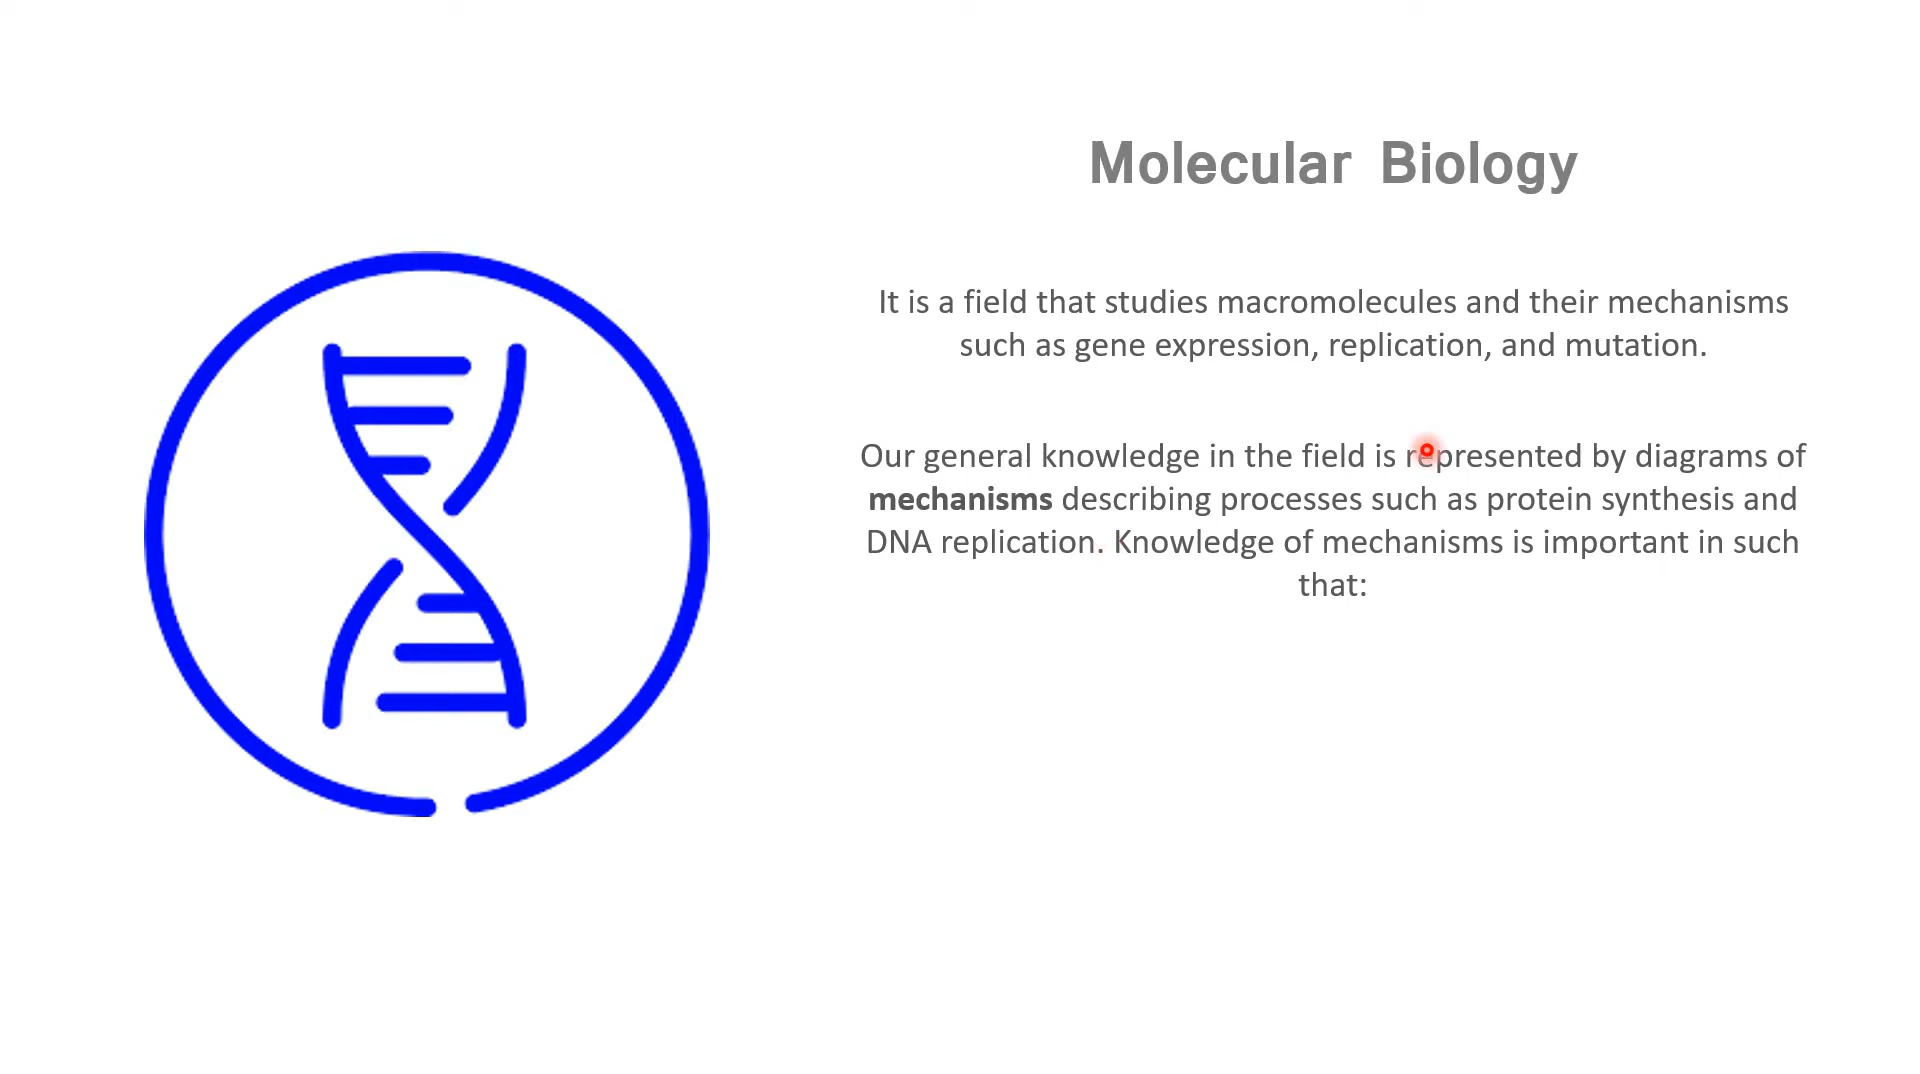 Molecular Biology
It is a field that studies macromolecules and their mechanisms
such as gene expression, replication, and mutation.
Our general knowledge in the field is represented by diagrams of
mechanisms describing processes such as protein synthesis and
DNA replication. Knowledge of mechanisms is important in such
that: